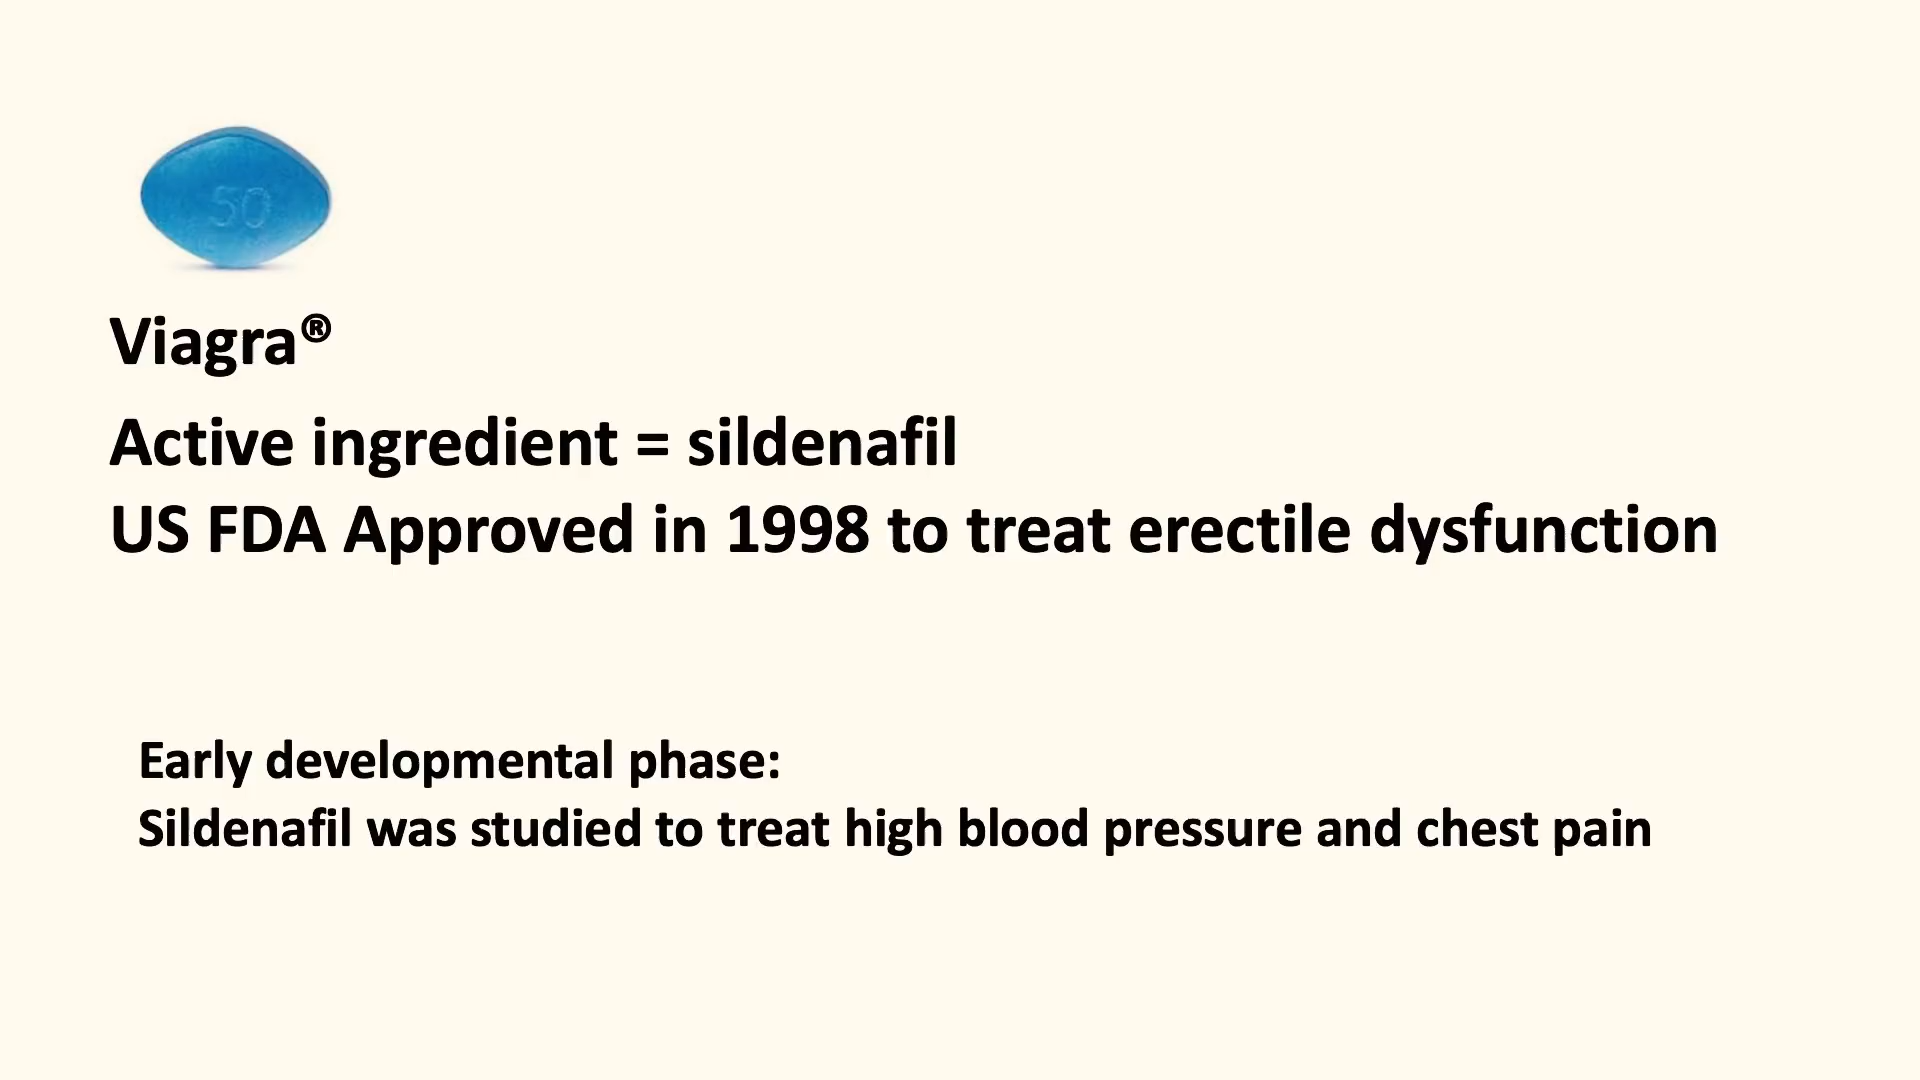 50
Viagra®
Active ingredient = sildenafil
US FDA Approved in 1998 to treat erectile dysfunction
Early developmental phase:
Sildenafil was studied to treat high blood pressure and chest pain